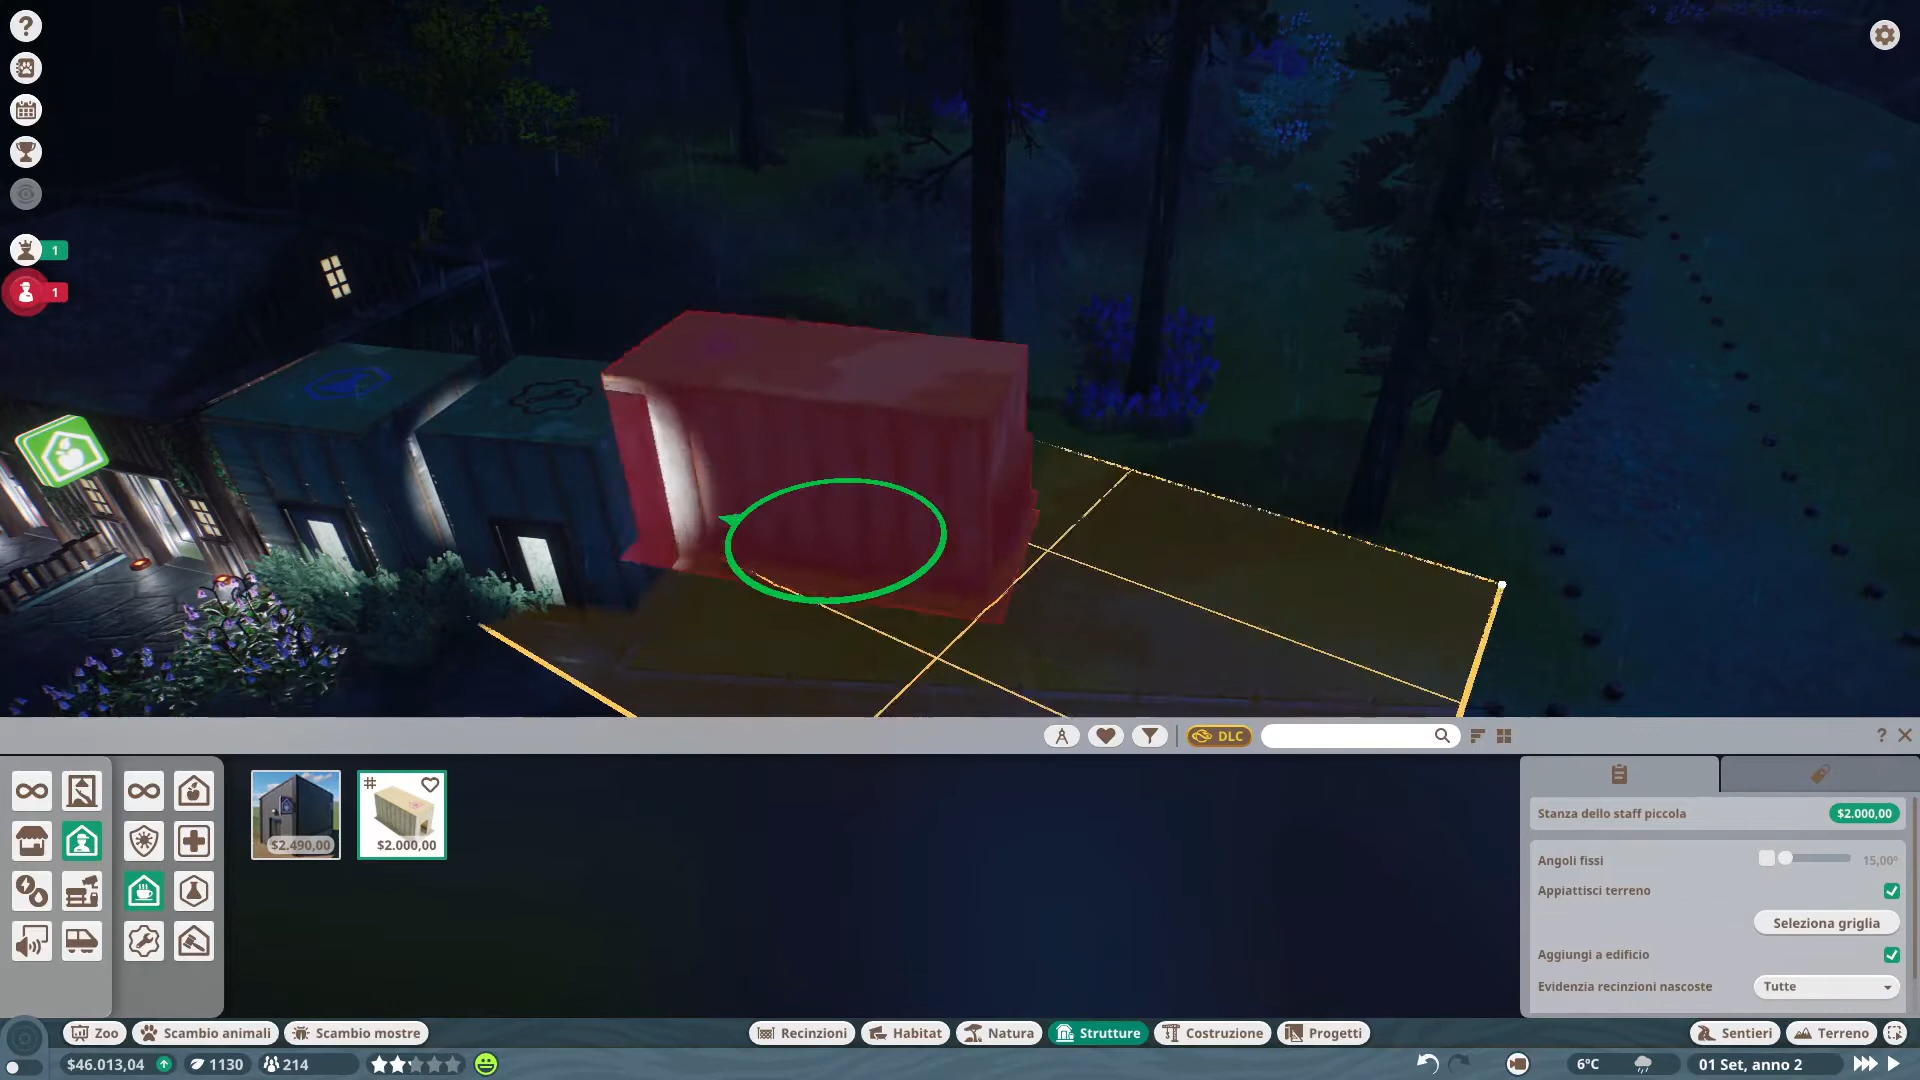 ?
1
1
DLC
?
$2.490,00
$2.000,00
Stanza dello staff piccola
$2.000,00
Angoli fissi
15,00°
Appiattisci terreno
Seleziona griglia
Aggiungi a edificio
Evidenzia recinzioni nascoste
Tutte
Zoo
Scambio animali
Scambio mostre
Recinzioni
Habitat
Natura
Strutture
Costruzione
Progetti
Sentieri
Terreno
$46.013,04
1130
214
6°C
01 Set, anno 2